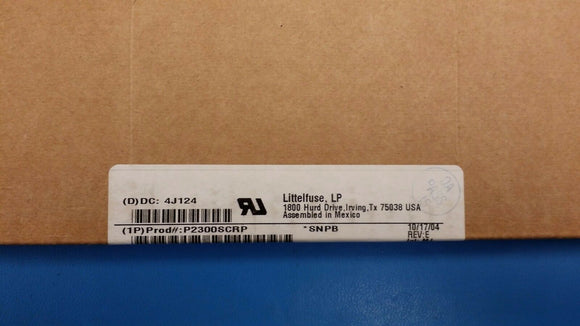 (D)DC: 4J124
Littelfuse, LP
1800 Hurd Drive,Irving,Tx 75038 USA
Assembled in Mexico
(1P)Prod#:P2300SCRP
*SNPB
10/17/04
REV:E